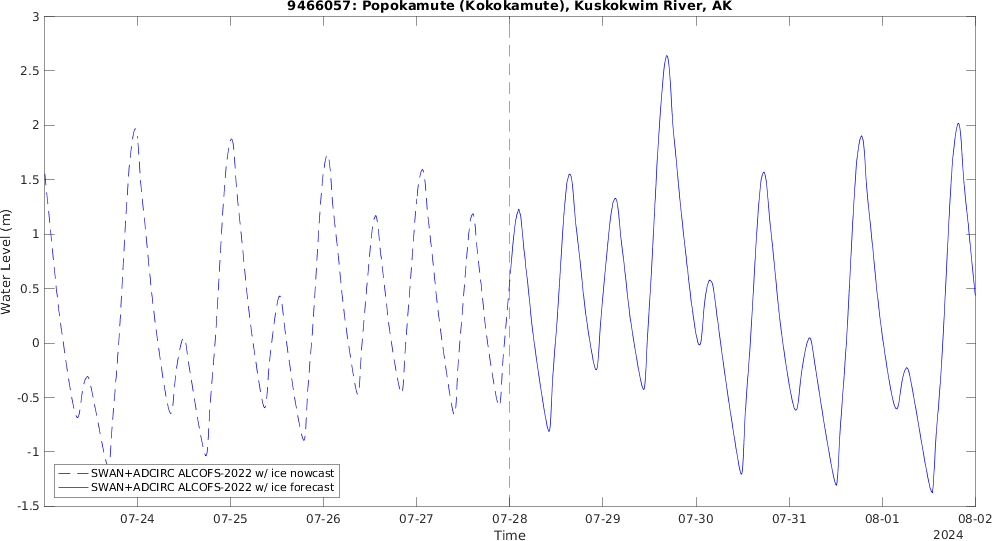 9466057: Popokamute (Kokokamute), Kuskokwim River, AK
3
2.5
2
1.5
1
0.5
0
-0.5
-1
-1.5
Water Level (m)
SWAN+ADCIRC ALCOFS-2022 w/ ice nowcast
SWAN+ADCIRC ALCOFS-2022 w/ ice forecast
07-24 07-25 07-26 07-27 07-28 07-29 07-30 07-31 08-01 08-02
Time
2024